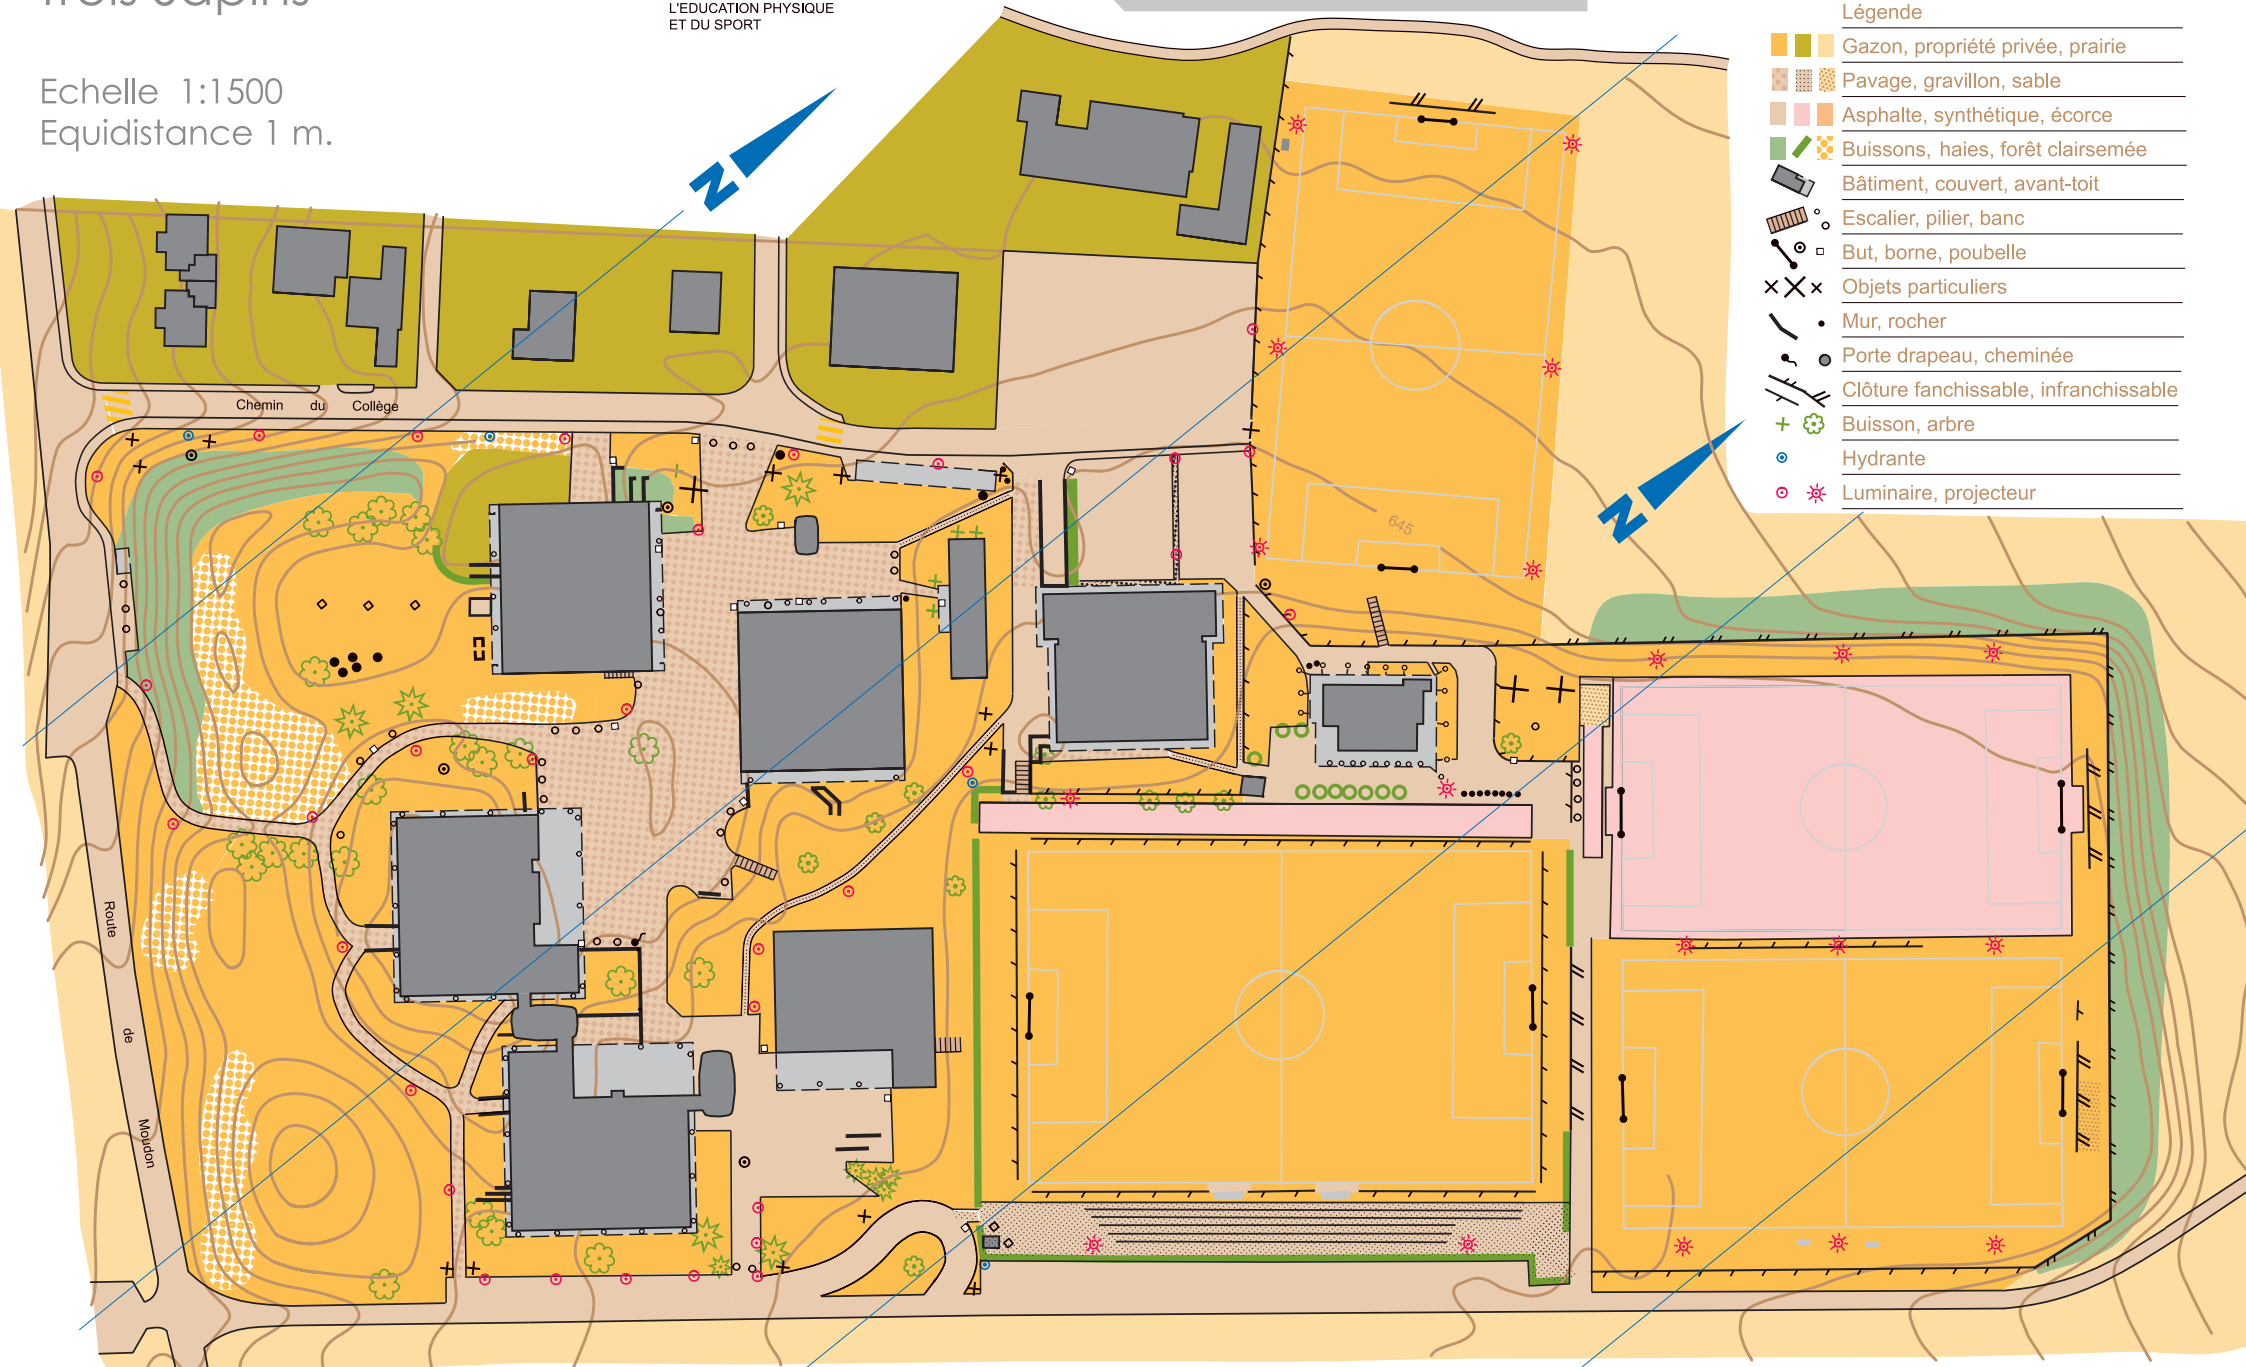 L'EDUCATION PHYSIQUE
ET DU SPORT
Echelle 1:1500
Equidistance 1 m.
N
Légende
Gazon, propriété privée, prairie
Pavage, gravillon, sable
Asphalte, synthétique, écorce
Buissons, haies, forêt clairsemée
Bâtiment, couvert, avant-toit
Escalier, pilier, banc
But, borne, poubelle
Objets particuliers
Mur, rocher
Porte drapeau, cheminée
Clôture fanchissable, infranchissable
Buisson, arbre
Hydrante
Luminaire, projecteur
Chemin du Collège
645
N
Route de Moudon